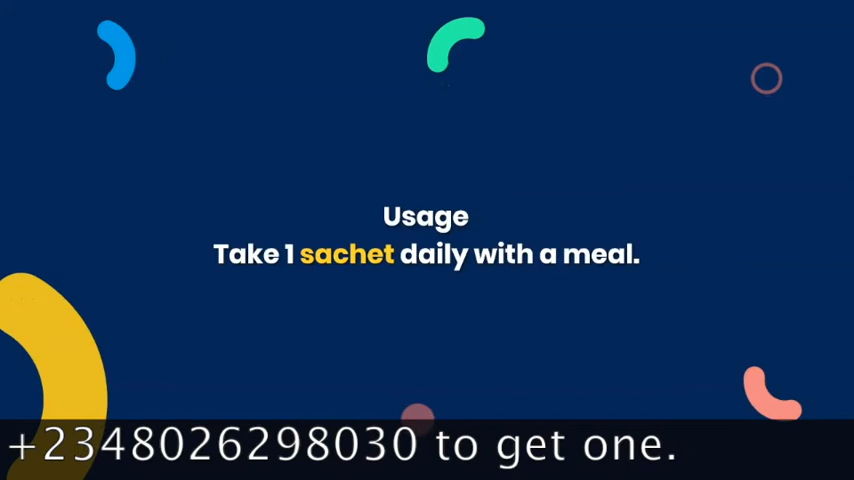 Usage
Take 1 sachet daily with a meal.
+2348026298030 to get one.